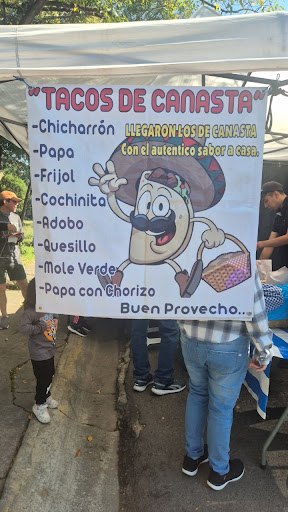 "TACOS DE CANASTA"
-Chicharrón
LLEGARON LOS DE CANASTA
Con el autentico sabor a casa.
-Papa
-Frijol
-Cochinita
-Adobo
-Quesillo
-Mole Verde
-Papa con Chorizo
Buen Provecho...